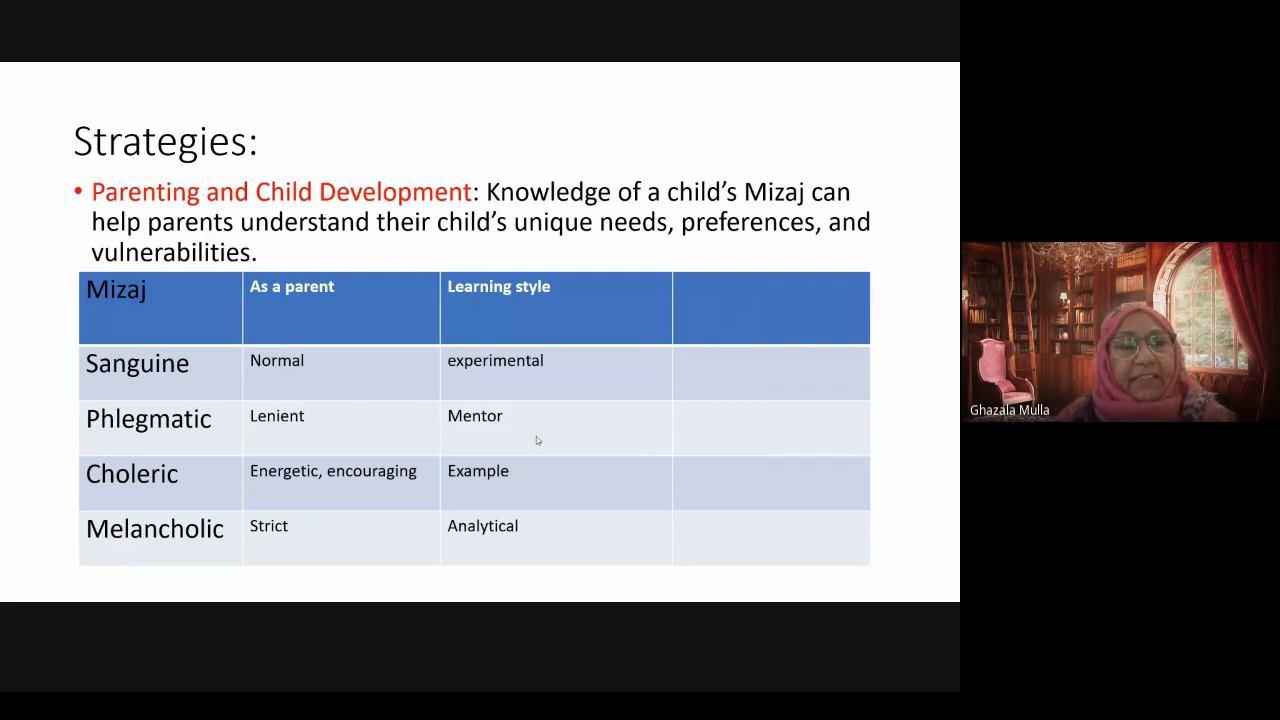 Strategies:
• Parenting and Child Development: Knowledge of a child’s Mizaj can
help parents understand their child’s unique needs, preferences, and
vulnerabilities.
Mizaj As a parent Learning style
Sanguine Normal experimental
Phlegmatic Lenient Mentor
Choleric Energetic, encouraging Example
Melancholic Strict Analytical
Ghazala Mulla